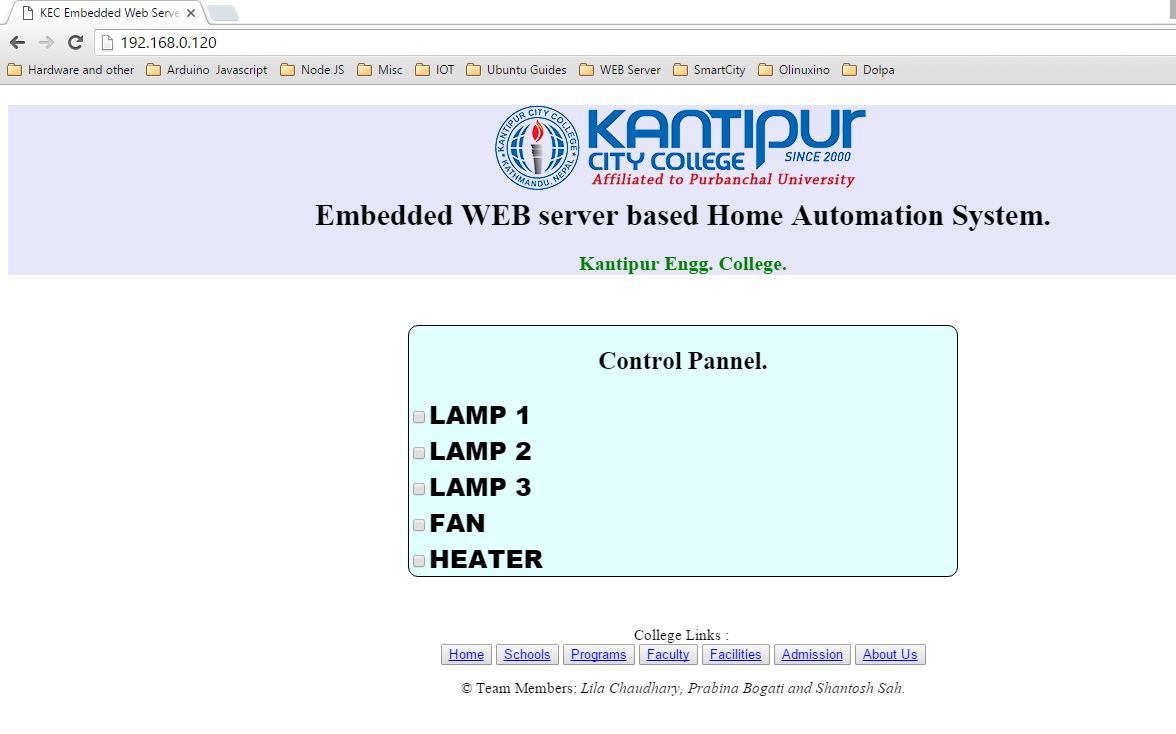 KEC Embedded Web Serve
192.168.0.120
Hardware and other Arduino Javascript Node JS Misc IOT Ubuntu Guides WEB Server SmartCity Olinuxino Dolpa
KANTIPUR CITY COLLEGE
KATHMANDU, NEPAL
KANTIPUR
CITY COLLEGE SINCE 2000
Affiliated to Purbanchal University
Embedded WEB server based Home Automation System.
Kantipur Engg. College.
Control Pannel.
LAMP 1
LAMP 2
LAMP 3
FAN
HEATER
College Links :
Home Schools Programs Faculty Facilities Admission About Us
© Team Members: Lila Chaudhary, Prabina Bogati and Shantosh Sah.